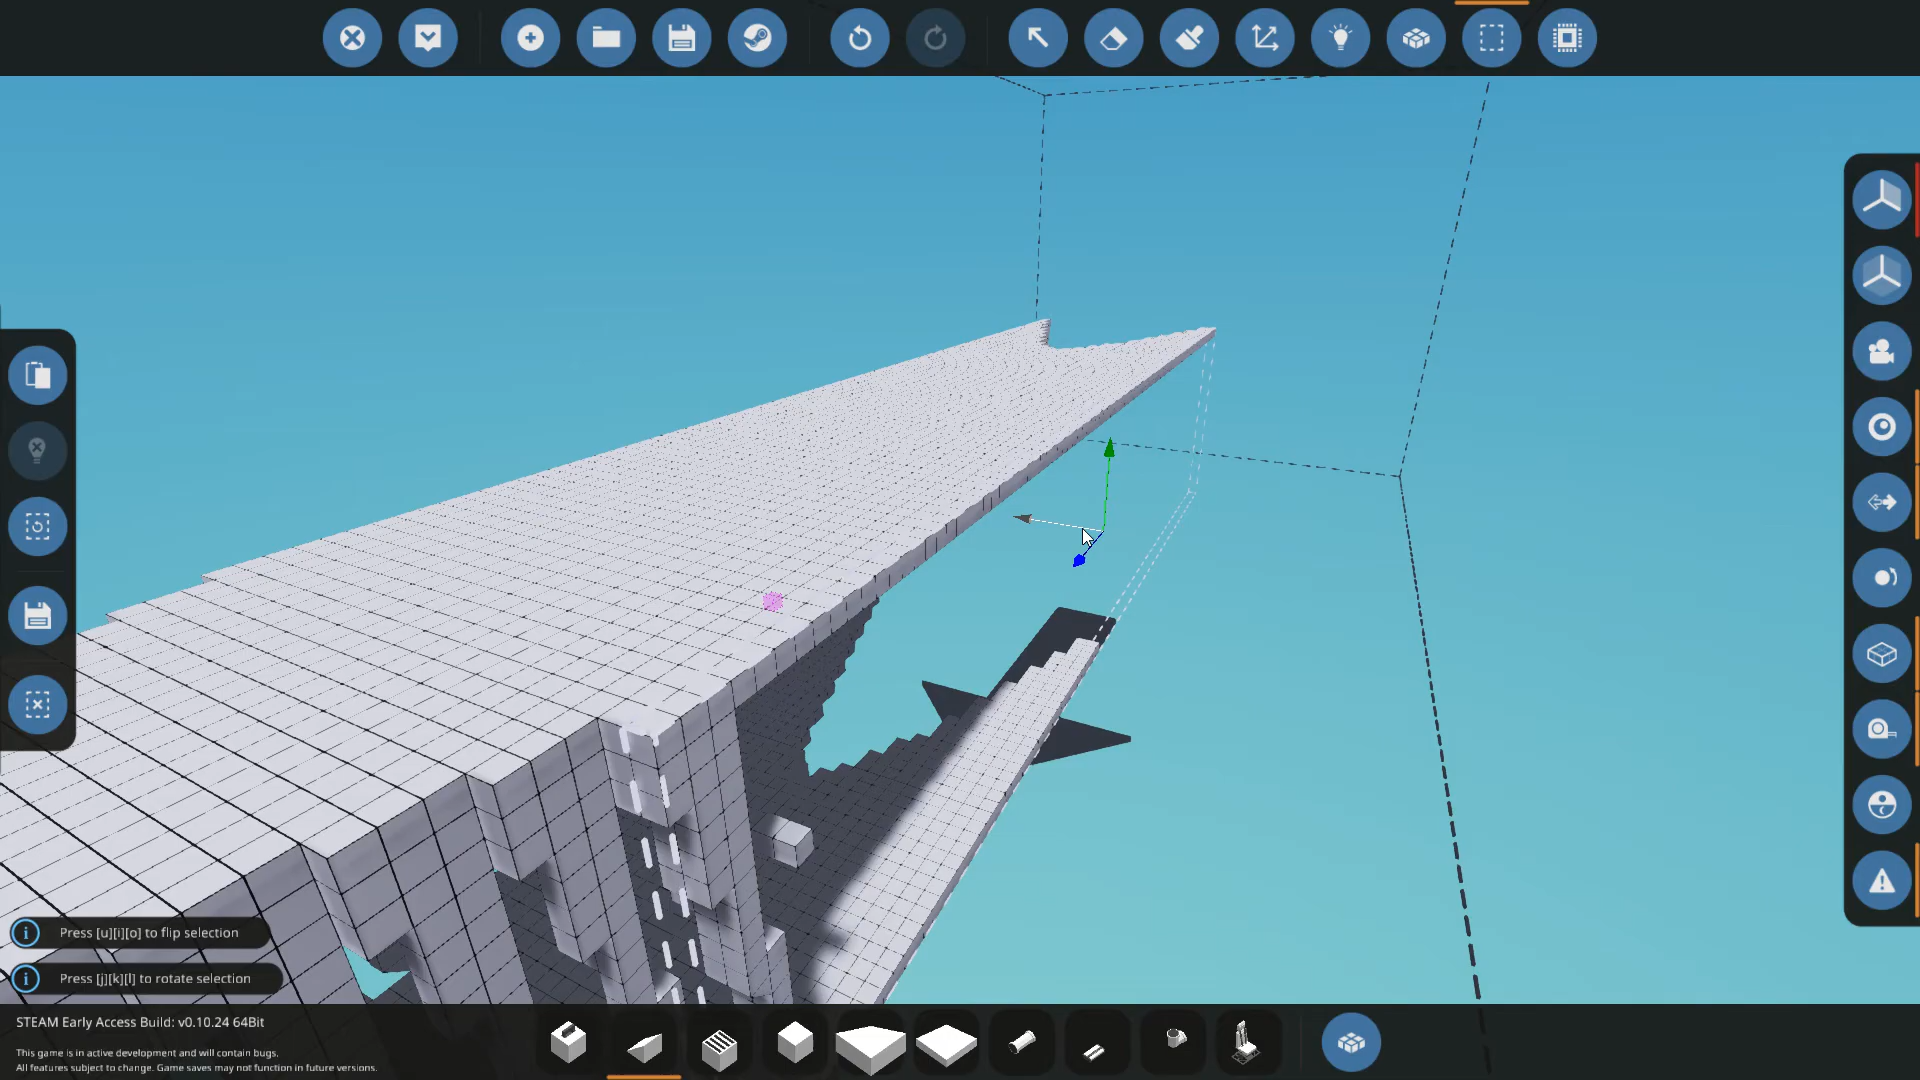 Press [u][i][o] to flip selection
Press [j][k][l] to rotate selection
STEAM Early Access Build: v0.10.24 64Bit
This game is in active development and will contain bugs.
All features subject to change. Game saves may not function in future versions.